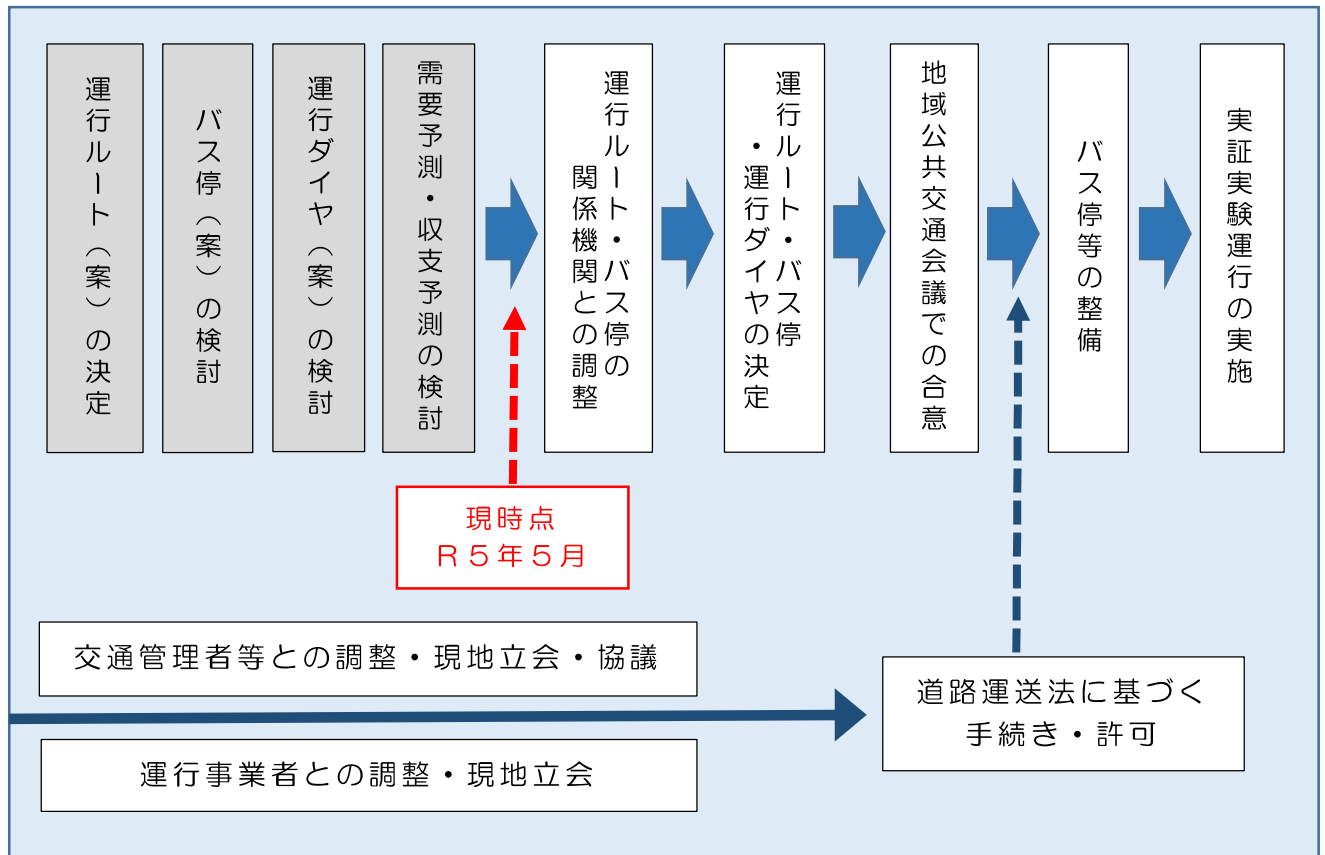 運行ルート（案）の決定
バス停（案）の検討
運行ダイヤ（案）の検討
需要予測・収支予測の検討
運行ルート・バス停の
関係機関との調整
運行ルート・バス停
・運行ダイヤの決定
地域公共交通会議での合意
バス停等の整備
実証実験運行の実施
現時点
Ｒ５年５月
交通管理者等との調整・現地立会・協議
運行事業者との調整・現地立会
道路運送法に基づく
手続き・許可